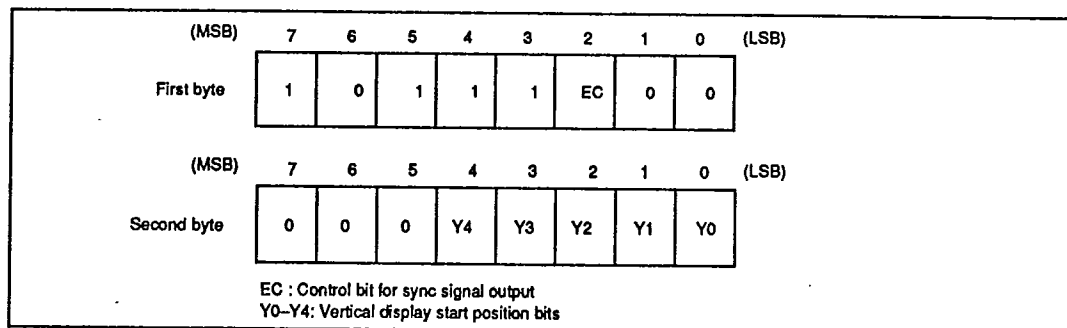 (MSB) 7 6 5 4 3 2 1 0 (LSB)
First byte 1 0 1 1 1 EC 0 0
(MSB) 7 6 5 4 3 2 1 0 (LSB)
Second byte 0 0 0 Y4 Y3 Y2 Y1 Y0
EC : Control bit for sync signal output
Y0–Y4: Vertical display start position bits